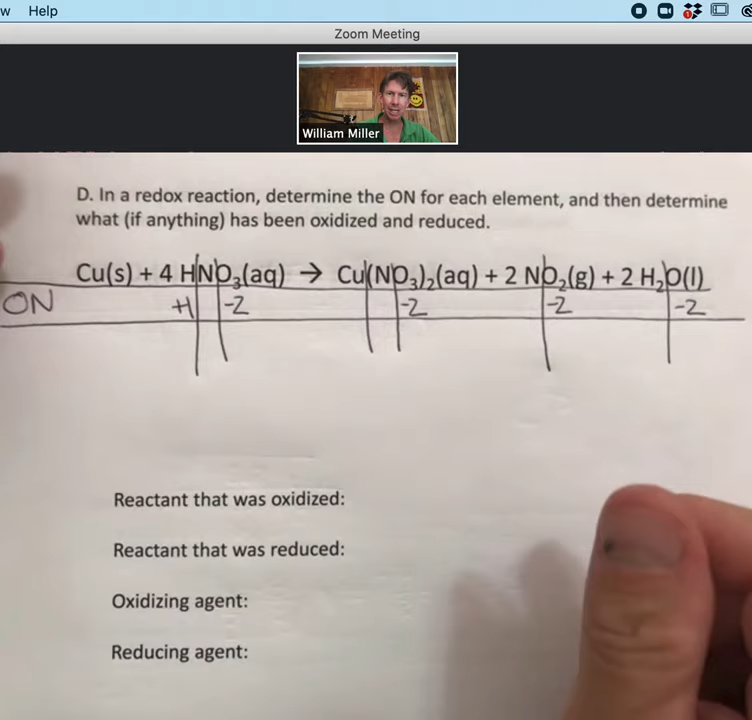 w Help
Zoom Meeting
William Miller
D. In a redox reaction, determine the ON for each element, and then determine
what (if anything) has been oxidized and reduced.
Cu(s) + 4 HNO₃(aq) → Cu(NO₃)₂(aq) + 2 NO₂(g) + 2 H₂O(l)
ON +1 -2 -2 -2 -2
Reactant that was oxidized:
Reactant that was reduced:
Oxidizing agent:
Reducing agent: